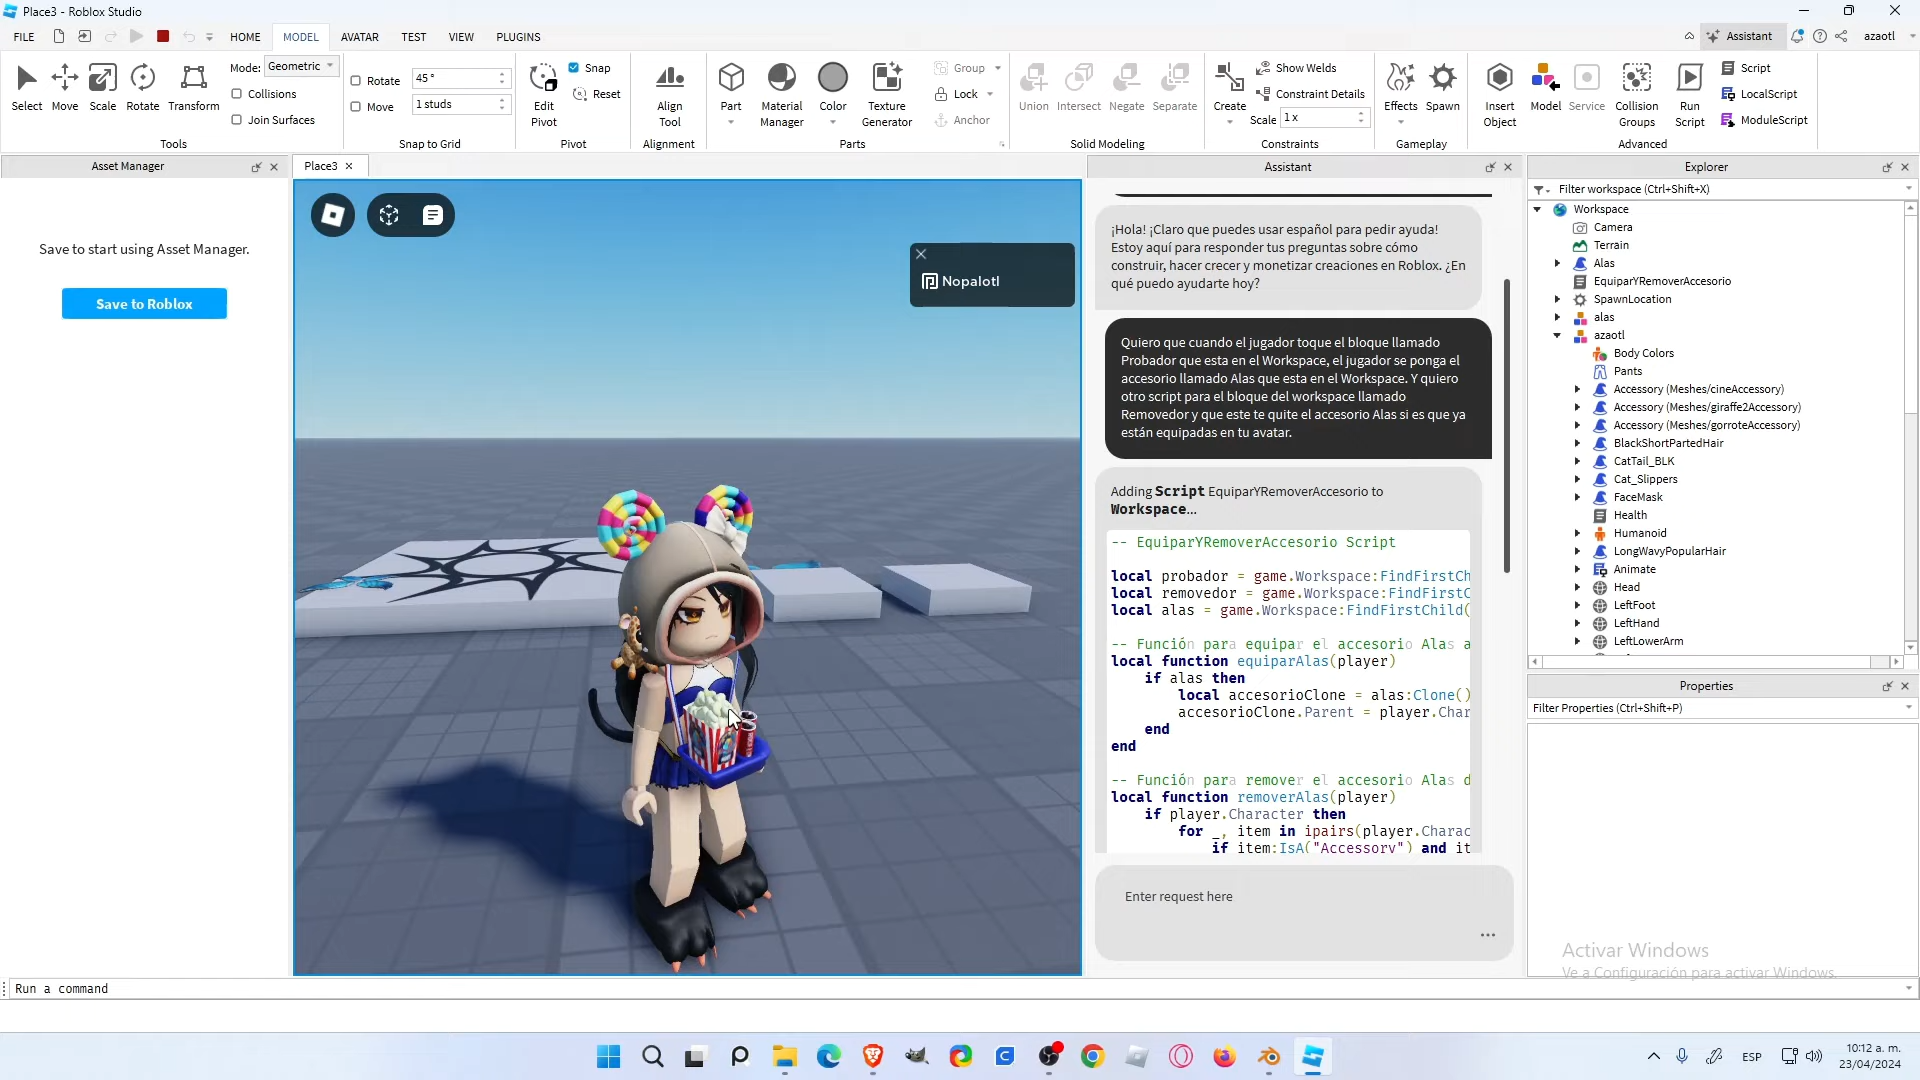 Place3 - Roblox Studio
FILE
HOME
MODEL
AVATAR
TEST
VIEW
PLUGINS
Assistant
azaotl
Select
Move
Scale
Rotate
Transform
Mode: Geometric
Collisions
Join Surfaces
Tools
Rotate 45 °
Move 1 studs
Snap to Grid
Edit
Pivot
Snap
Reset
Pivot
Align
Tool
Alignment
Part
Material
Manager
Color
Texture
Generator
Group
Lock
Anchor
Parts
Union
Intersect
Negate
Separate
Solid Modeling
Create
Show Welds
Constraint Details
Scale 1 x
Constraints
Effects
Spawn
Gameplay
Insert
Object
Model
Service
Collision
Groups
Run
Script
Script
LocalScript
ModuleScript
Advanced
Asset Manager
Save to start using Asset Manager.
Save to Roblox
Place3
Nopalotl
Assistant
¡Hola! ¡Claro que puedes usar español para pedir ayuda!
Estoy aquí para responder tus preguntas sobre cómo
construir, hacer crecer y monetizar creaciones en Roblox. ¿En
qué puedo ayudarte hoy?
Quiero que cuando el jugador toque el bloque llamado
Probador que esta en el Workspace, el jugador se ponga el
accesorio llamado Alas que esta en el Workspace. Y quiero
otro script para el bloque del workspace llamado
Removedor y que este te quite el accesorio Alas si es que ya
están equipadas en tu avatar.
Adding Script EquiparYRemoverAccesorio to
Workspace...
-- EquiparYRemoverAccesorio Script
local probador = game.Workspace:FindFirstCh
local removedor = game.Workspace:FindFirstC
local alas = game.Workspace:FindFirstChild(
-- Función para equipar el accesorio Alas a
local function equiparAlas(player)
if alas then
local accesorioClone = alas:Clone()
accesorioClone.Parent = player.Char
end
end
-- Función para remover el accesorio Alas d
local function removerAlas(player)
if player.Character then
for _, item in ipairs(player.Charac
if item:IsA("Accessory") and it
Enter request here
Explorer
Filter workspace (Ctrl+Shift+X)
Workspace
Camera
Terrain
Alas
EquiparYRemoverAccesorio
SpawnLocation
alas
azaotl
Body Colors
Pants
Accessory (Meshes/cineAccessory)
Accessory (Meshes/giraffe2Accessory)
Accessory (Meshes/gorroteAccessory)
BlackShortPartedHair
CatTail_BLK
Cat_Slippers
FaceMask
Health
Humanoid
LongWavyPopularHair
Animate
Head
LeftFoot
LeftHand
LeftLowerArm
Properties
Filter Properties (Ctrl+Shift+P)
Activar Windows
Ve a Configuración para activar Windows.
Run a command
ESP
10:12 a. m.
23/04/2024